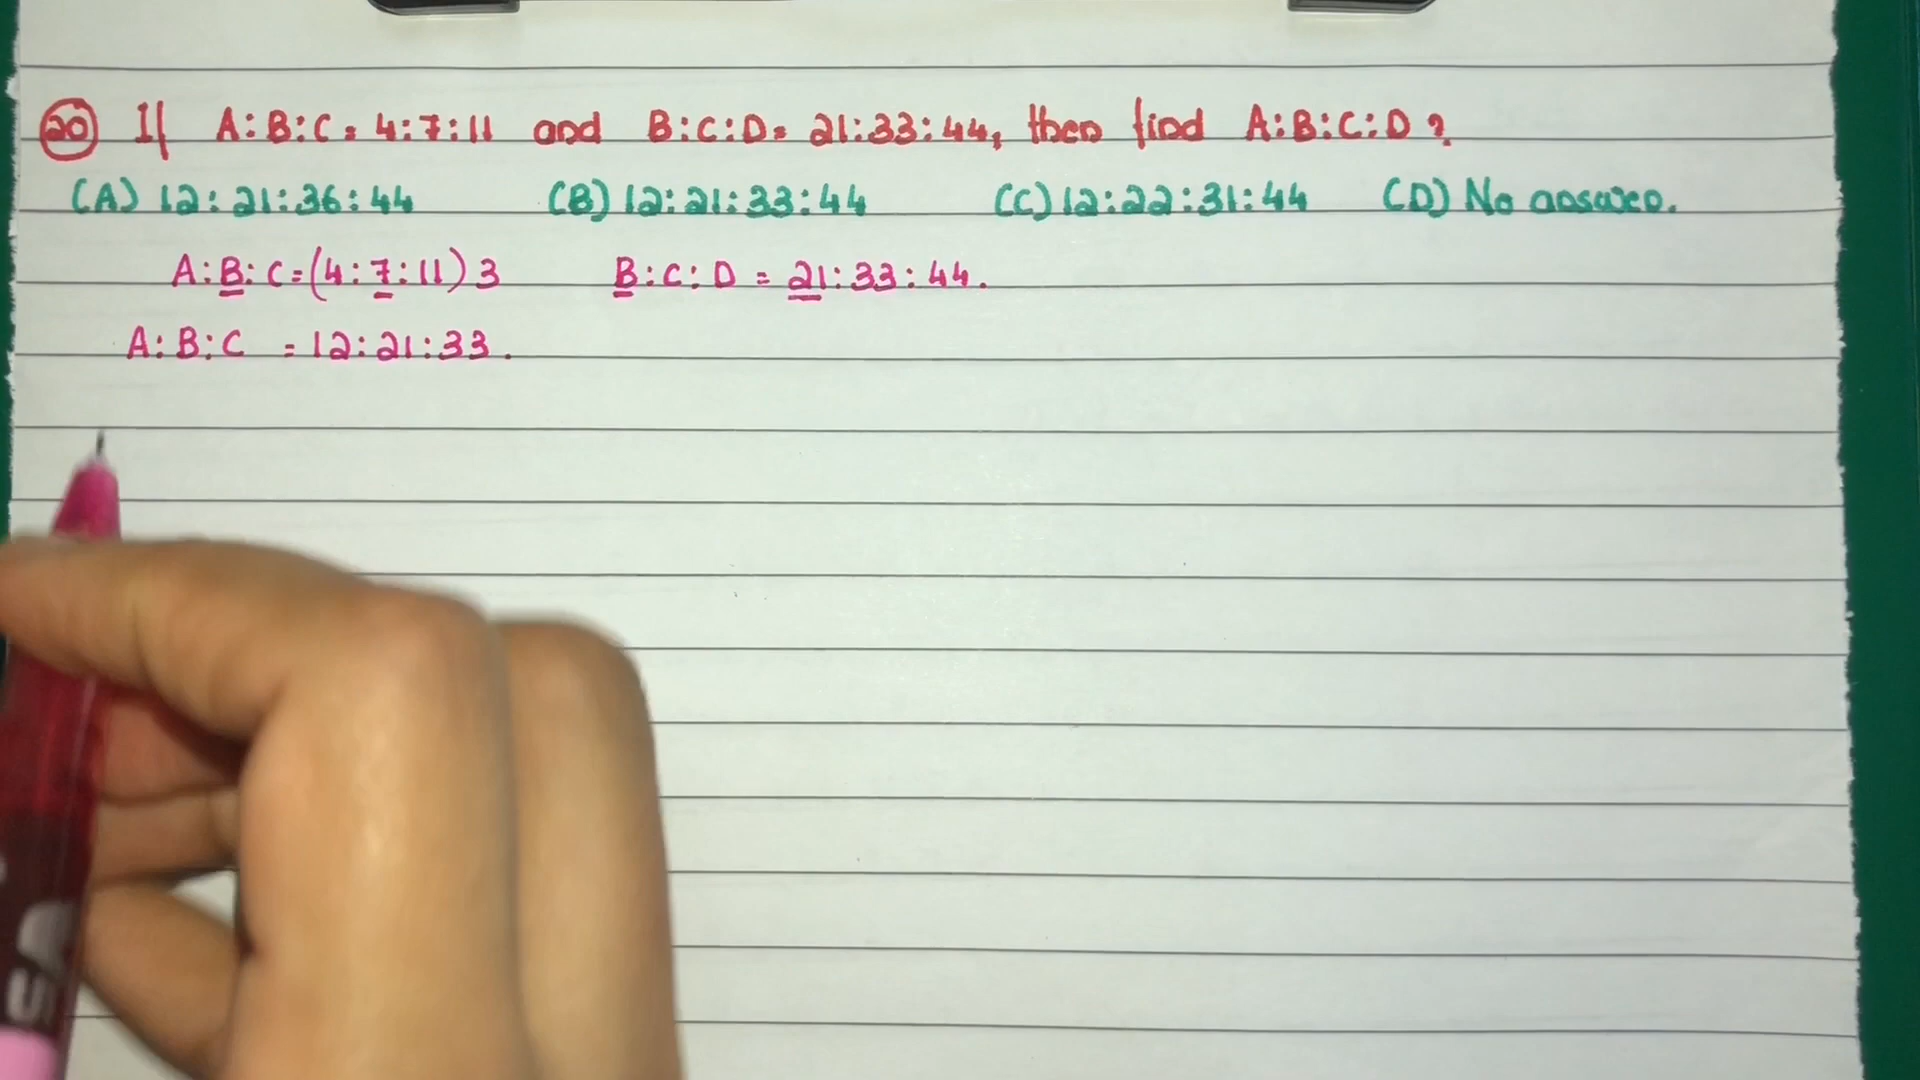 20 If A:B:C = 4:7:11 and B:C:D = 21:33:44, then find A:B:C:D?
(A) 12:21:36:44 (B) 12:21:33:44 (C) 12:22:31:44 (D) No answer.
A:B:C = (4:7:11)3 B:C:D = 21:33:44.
A:B:C = 12:21:33.